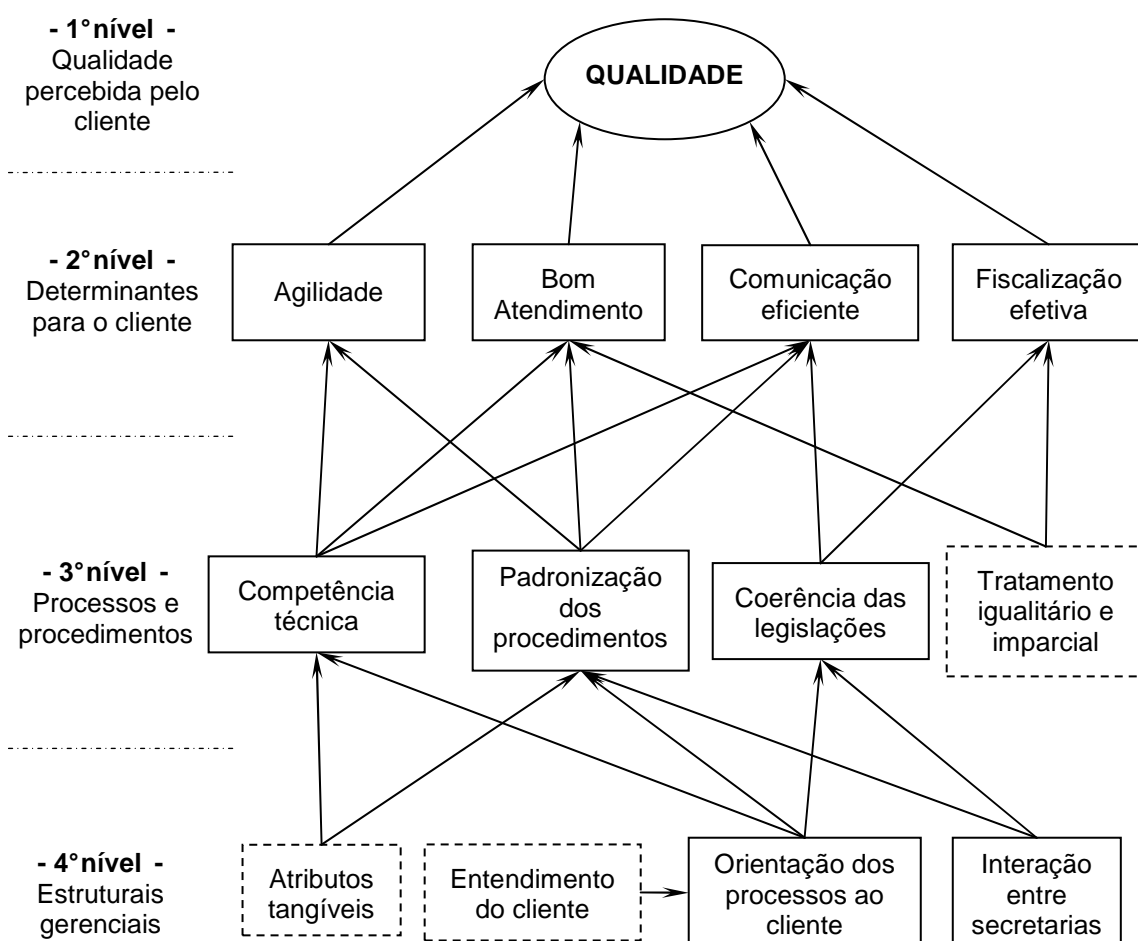 - 1° nível -
Qualidade
percebida pelo
cliente
QUALIDADE
- 2° nível -
Determinantes
para o cliente
Agilidade
Bom
Atendimento
Comunicação
eficiente
Fiscalização
efetiva
- 3° nível -
Processos e
procedimentos
Competência
técnica
Padronização
dos
procedimentos
Coerência das
legislações
Tratamento
igualitário e
imparcial
- 4° nível -
Estruturais
gerenciais
Atributos
tangíveis
Entendimento
do cliente
Orientação dos
processos ao
cliente
Interação
entre
secretarias